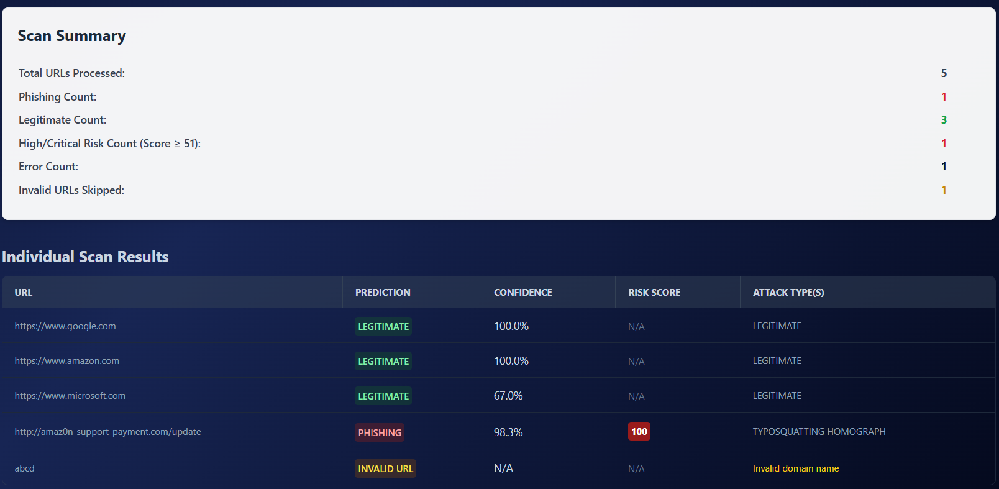 Scan Summary
Total URLs Processed: 5
Phishing Count: 1
Legitimate Count: 3
High/Critical Risk Count (Score ≥ 51): 1
Error Count: 1
Invalid URLs Skipped: 1
Individual Scan Results
URL PREDICTION CONFIDENCE RISK SCORE ATTACK TYPE(S)
https://www.google.com LEGITIMATE 100.0% N/A LEGITIMATE
https://www.amazon.com LEGITIMATE 100.0% N/A LEGITIMATE
https://www.microsoft.com LEGITIMATE 67.0% N/A LEGITIMATE
http://amaz0n-support-payment.com/update PHISHING 98.3% 100 TYPOSQUATTING HOMOGRAPH
abcd INVALID URL N/A N/A Invalid domain name